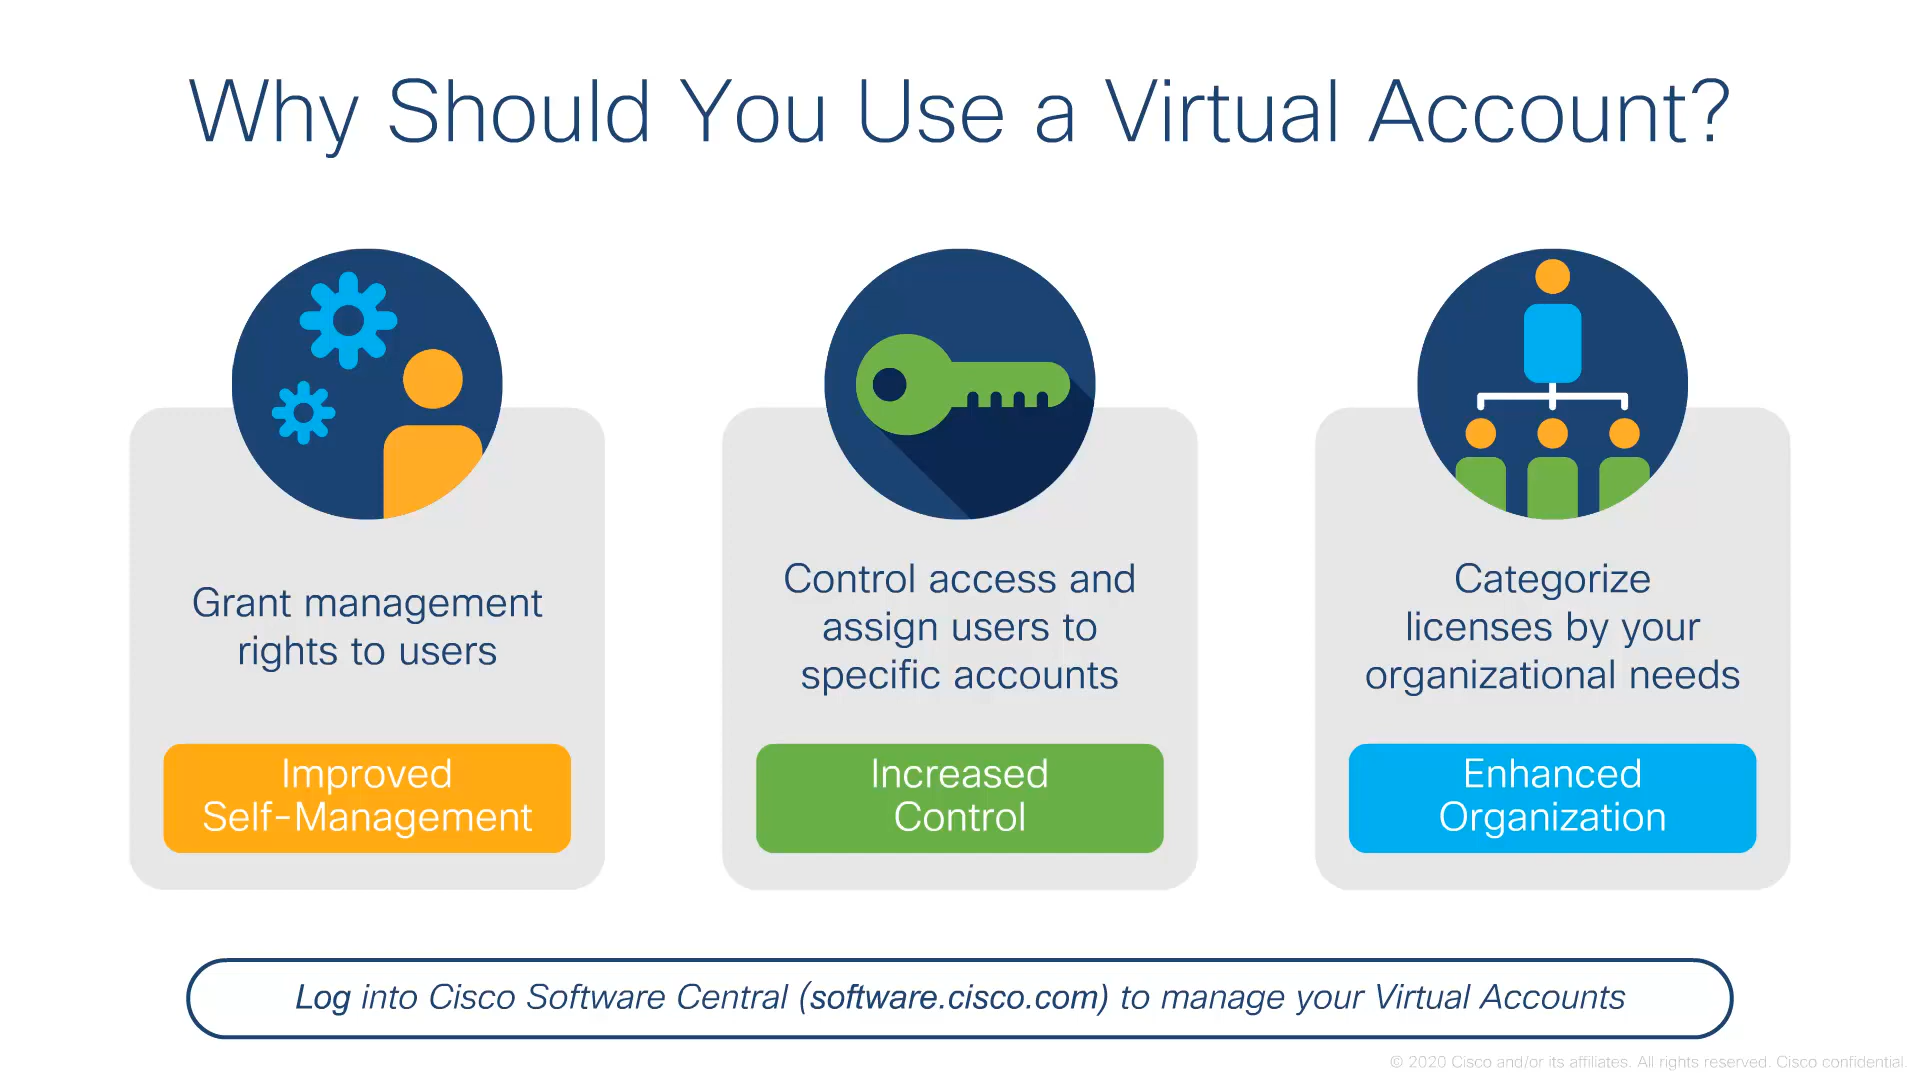 Why Should You Use a Virtual Account?
Grant management
rights to users
Improved
Self-Management
Control access and
assign users to
specific accounts
Increased
Control
Categorize
licenses by your
organizational needs
Enhanced
Organization
Log into Cisco Software Central (software.cisco.com) to manage your Virtual Accounts
© 2020 Cisco and/or its affiliates. All rights reserved. Cisco confidential.